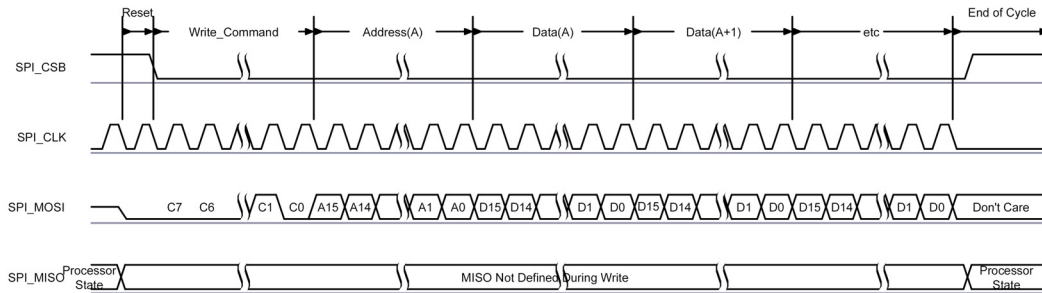 Reset
End of Cycle
Write_Command Address(A) Data(A) Data(A+1) etc
SPI_CSB
SPI_CLK
SPI_MOSI C7 C6 C1 C0 A15 A14 A1 A0 D15 D14 D1 D0 D15 D14 D1 D0 D15 D14 D1 D0 Don't Care
SPI_MISO Processor State MISO Not Defined During Write Processor State